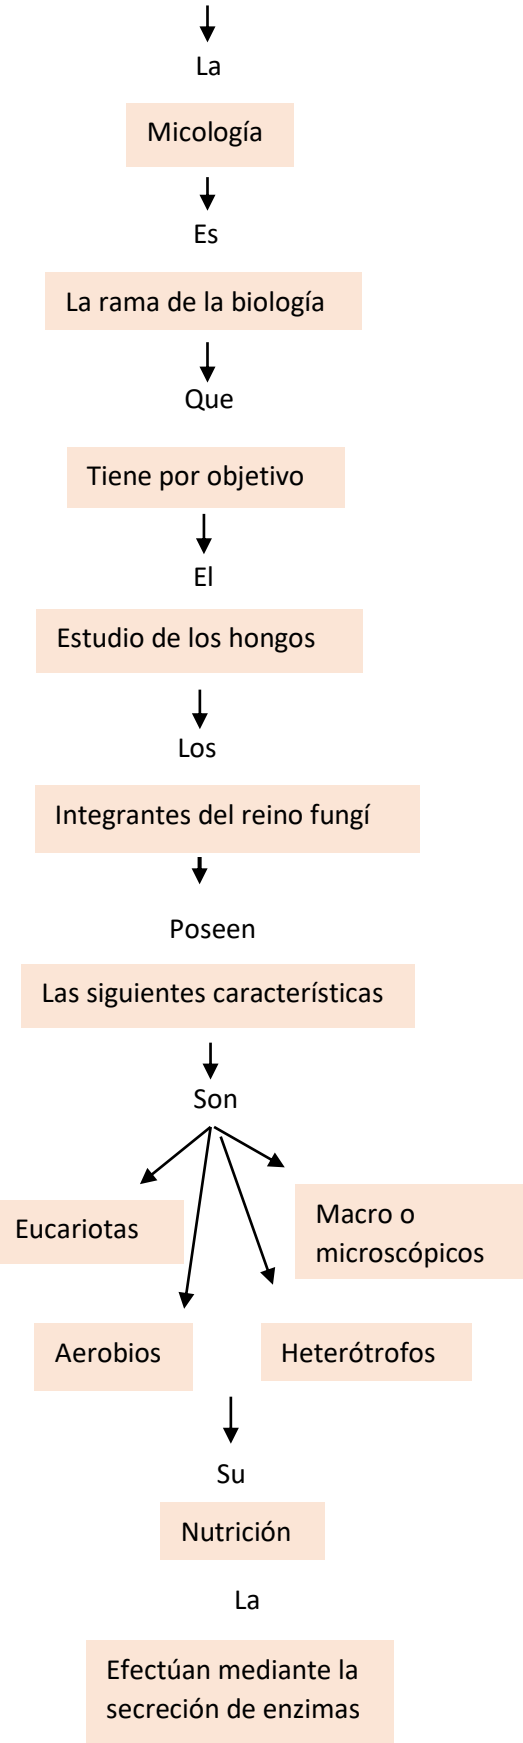 La
Micología
Es
La rama de la biología
Que
Tiene por objetivo
El
Estudio de los hongos
Los
Integrantes del reino fungí
Poseen
Las siguientes características
Son
Eucariotas
Macro o
microscópicos
Aerobios
Heterótrofos
Su
Nutrición
La
Efectúan mediante la
secreción de enzimas